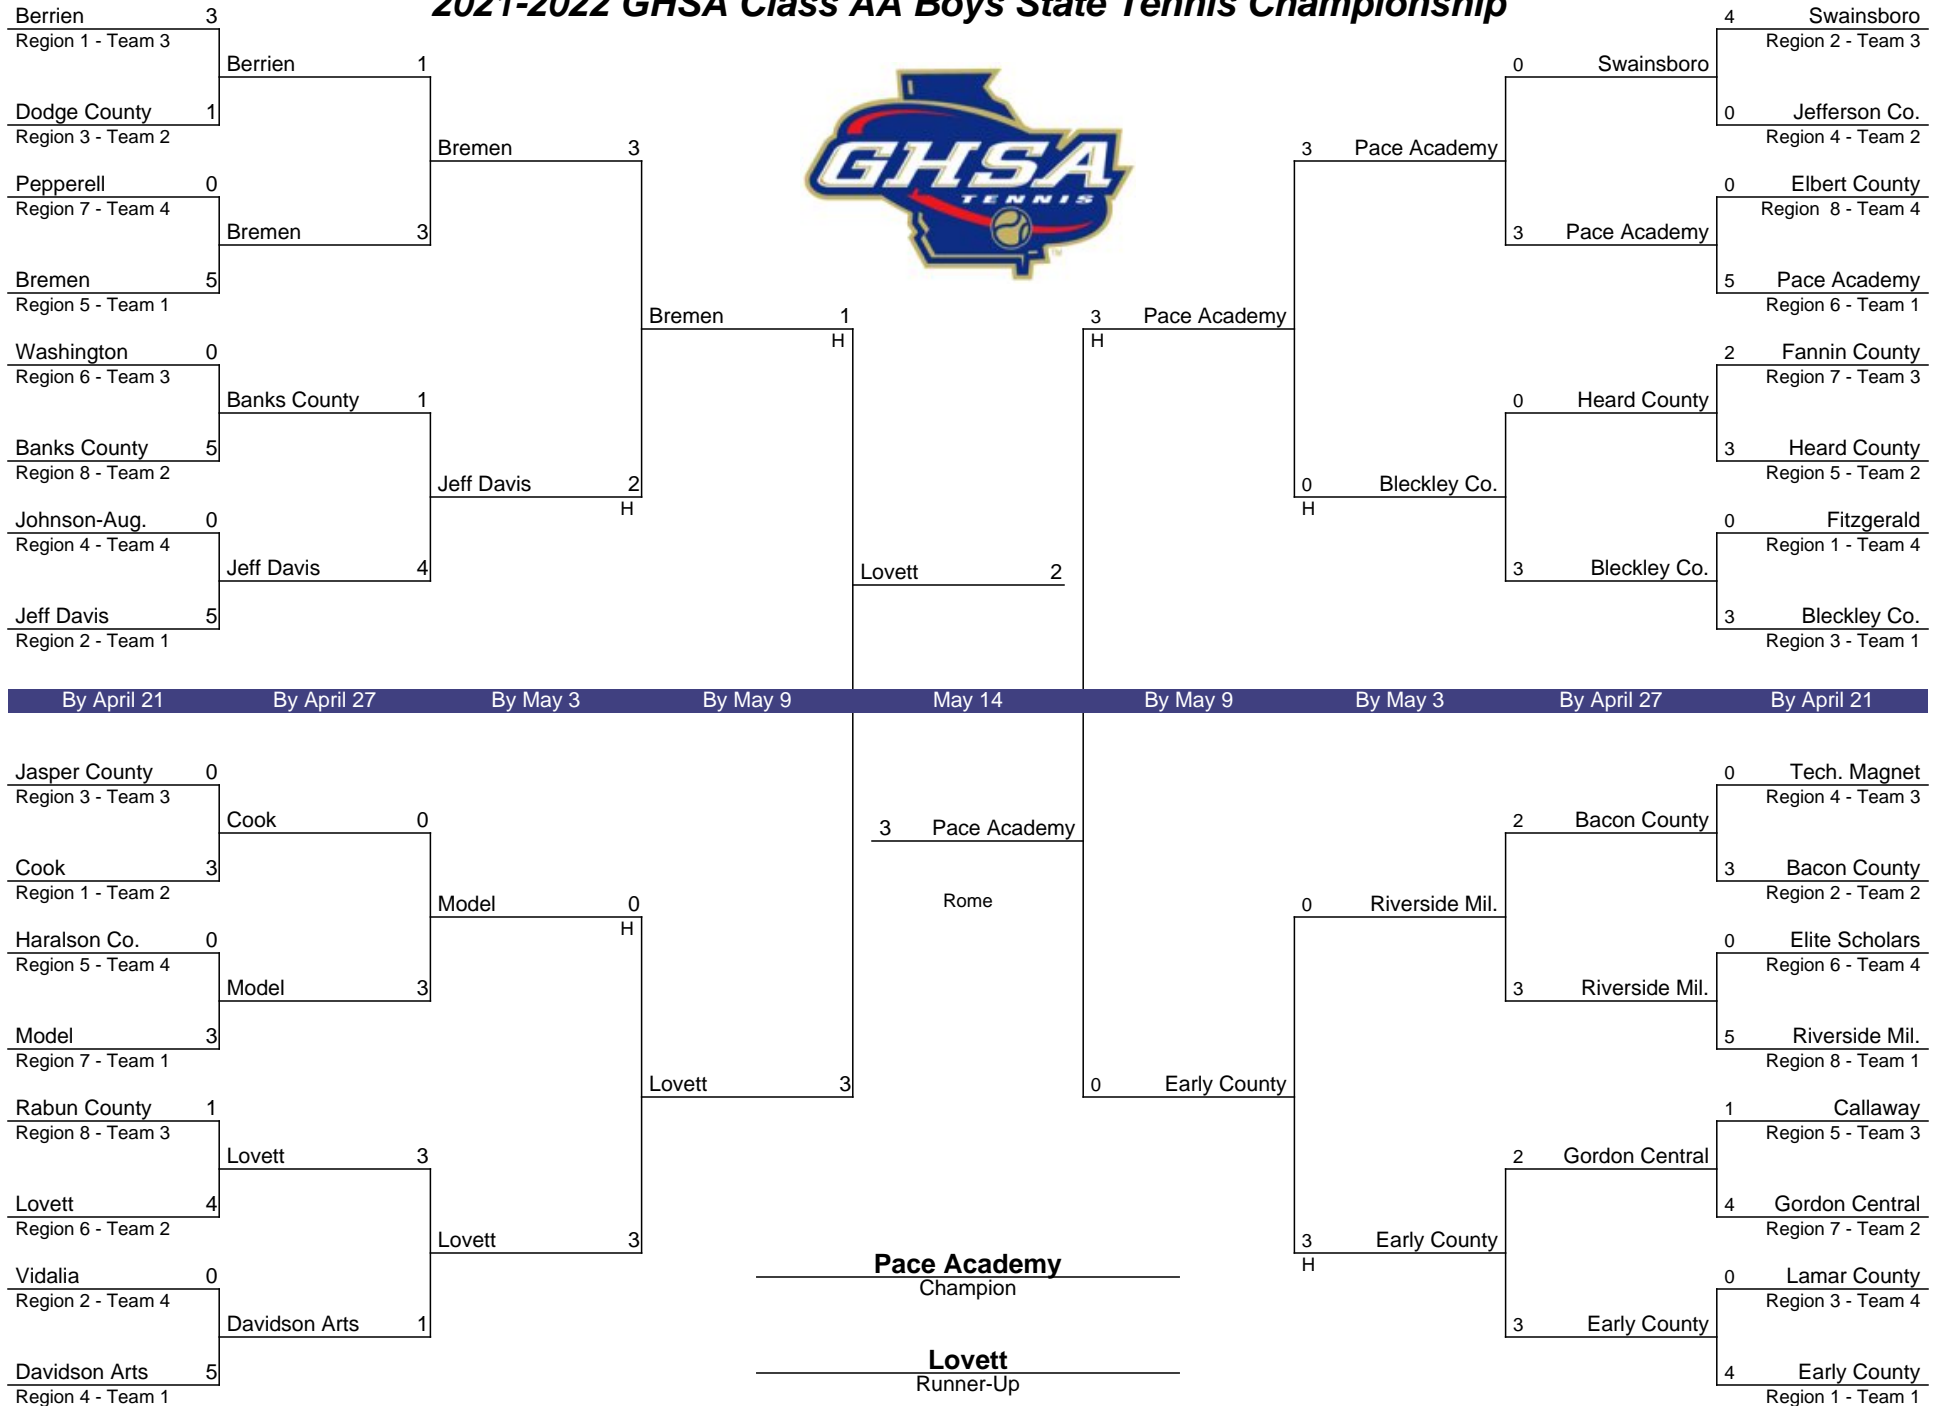 2021-2022 GHSA Class AA Boys State Tennis Championship
Berrien 3
Region 1 - Team 3
Berrien 1
Dodge County 1
Region 3 - Team 2
Bremen 3
Pepperell 0
Region 7 - Team 4
Bremen 3
Bremen 5
Region 5 - Team 1
Bremen 1
H
Washington 0
Region 6 - Team 3
Banks County 1
Banks County 5
Region 8 - Team 2
Jeff Davis 2
H
Johnson-Aug. 0
Region 4 - Team 4
Jeff Davis 4
Jeff Davis 5
Region 2 - Team 1
Lovett 2
GHSA
TENNIS
TM
4 Swainsboro
Region 2 - Team 3
0 Swainsboro
0 Jefferson Co.
Region 4 - Team 2
3 Pace Academy
0 Elbert County
Region 8 - Team 4
3 Pace Academy
5 Pace Academy
Region 6 - Team 1
3 Pace Academy
H
2 Fannin County
Region 7 - Team 3
0 Heard County
3 Heard County
Region 5 - Team 2
0 Bleckley Co.
H
0 Fitzgerald
Region 1 - Team 4
3 Bleckley Co.
3 Bleckley Co.
Region 3 - Team 1
By April 21 By April 27 By May 3 By May 9 May 14 By May 9 By May 3 By April 27 By April 21
Jasper County 0
Region 3 - Team 3
Cook 0
Cook 3
Region 1 - Team 2
Model 0
H
Haralson Co. 0
Region 5 - Team 4
Model 3
Model 3
Region 7 - Team 1
Lovett 3
Rabun County 1
Region 8 - Team 3
Lovett 3
Lovett 4
Region 6 - Team 2
Lovett 3
Vidalia 0
Region 2 - Team 4
Davidson Arts 1
Davidson Arts 5
Region 4 - Team 1
3 Pace Academy
Rome
Pace Academy
Champion
Lovett
Runner-Up
0 Tech. Magnet
Region 4 - Team 3
2 Bacon County
3 Bacon County
Region 2 - Team 2
0 Riverside Mil.
0 Elite Scholars
Region 6 - Team 4
3 Riverside Mil.
5 Riverside Mil.
Region 8 - Team 1
0 Early County
1 Callaway
Region 5 - Team 3
2 Gordon Central
4 Gordon Central
Region 7 - Team 2
3 Early County
H
0 Lamar County
Region 3 - Team 4
3 Early County
4 Early County
Region 1 - Team 1